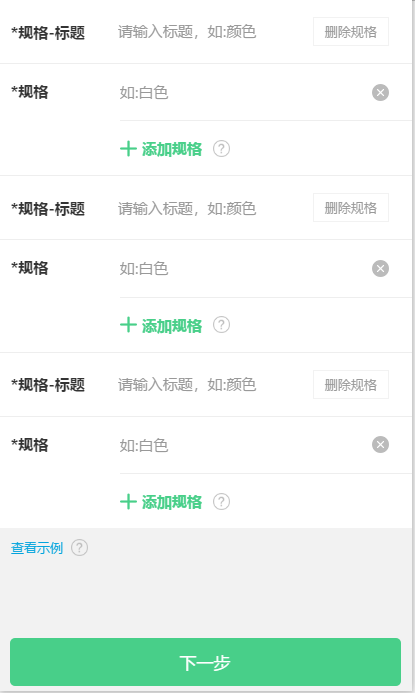 *规格-标题 请输入标题，如:颜色 删除规格
*规格 如:白色
添加规格 ?
*规格-标题 请输入标题，如:颜色 删除规格
*规格 如:白色
添加规格 ?
*规格-标题 请输入标题，如:颜色 删除规格
*规格 如:白色
添加规格 ?
查看示例 ?
下一步